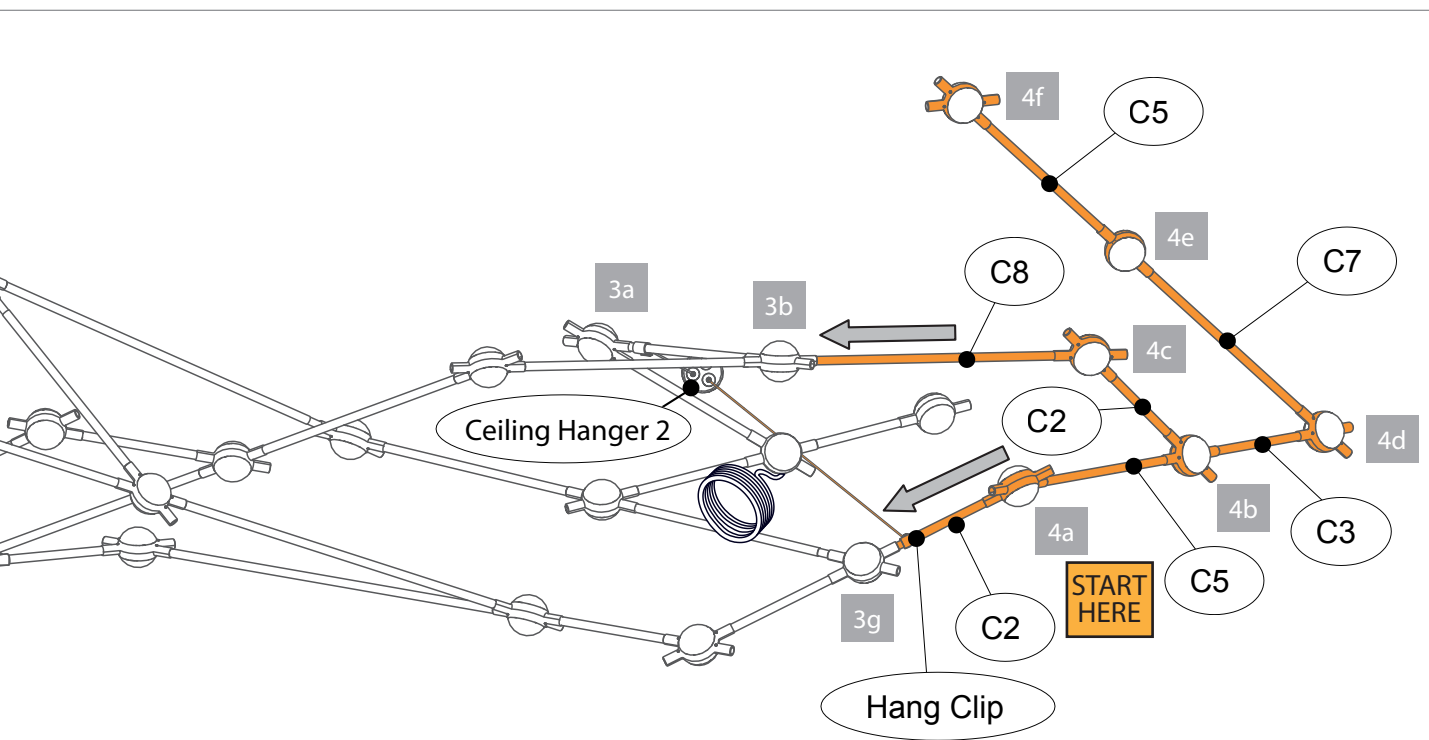 4f
C5
4e
C7
C8
3a
3b
4c
C2
Ceiling Hanger 2
4d
4b
4a
C3
START
HERE
C5
3g
C2
Hang Clip